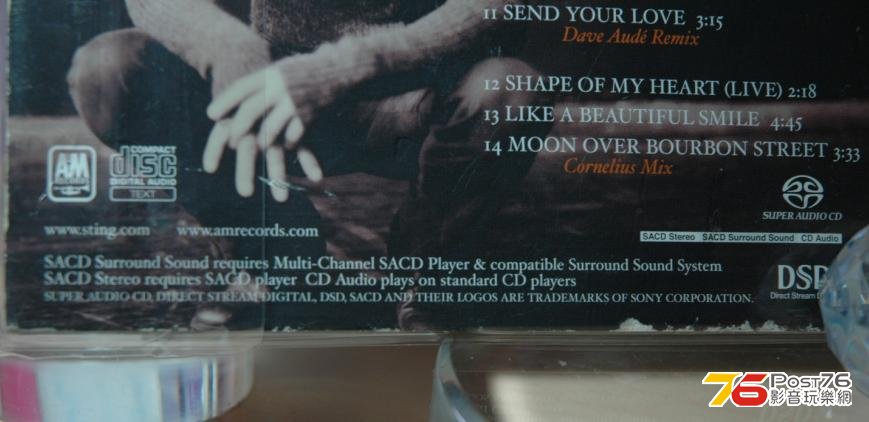 11 SEND YOUR LOVE 3:15
Dave Audé Remix
12 SHAPE OF MY HEART (LIVE) 2:18
13 LIKE A BEAUTIFUL SMILE 4:45
14 MOON OVER BOURBON STREET 3:33
Cornelius Mix
A&M
COMPACT
disc
DIGITAL AUDIO
TEXT
SUPER AUDIO CD
www.sting.com www.amrecords.com
SACD Stereo SACD Surround Sound CD Audio
SACD Surround Sound requires Multi-Channel SACD Player & compatible Surround Sound System
SACD Stereo requires SACD player CD Audio plays on standard CD players
SUPER AUDIO CD, DIRECT STREAM DIGITAL, DSD, SACD AND THEIR LOGOS ARE TRADEMARKS OF SONY CORPORATION.
DSD
Direct Stream
76 Post76
影音玩樂網